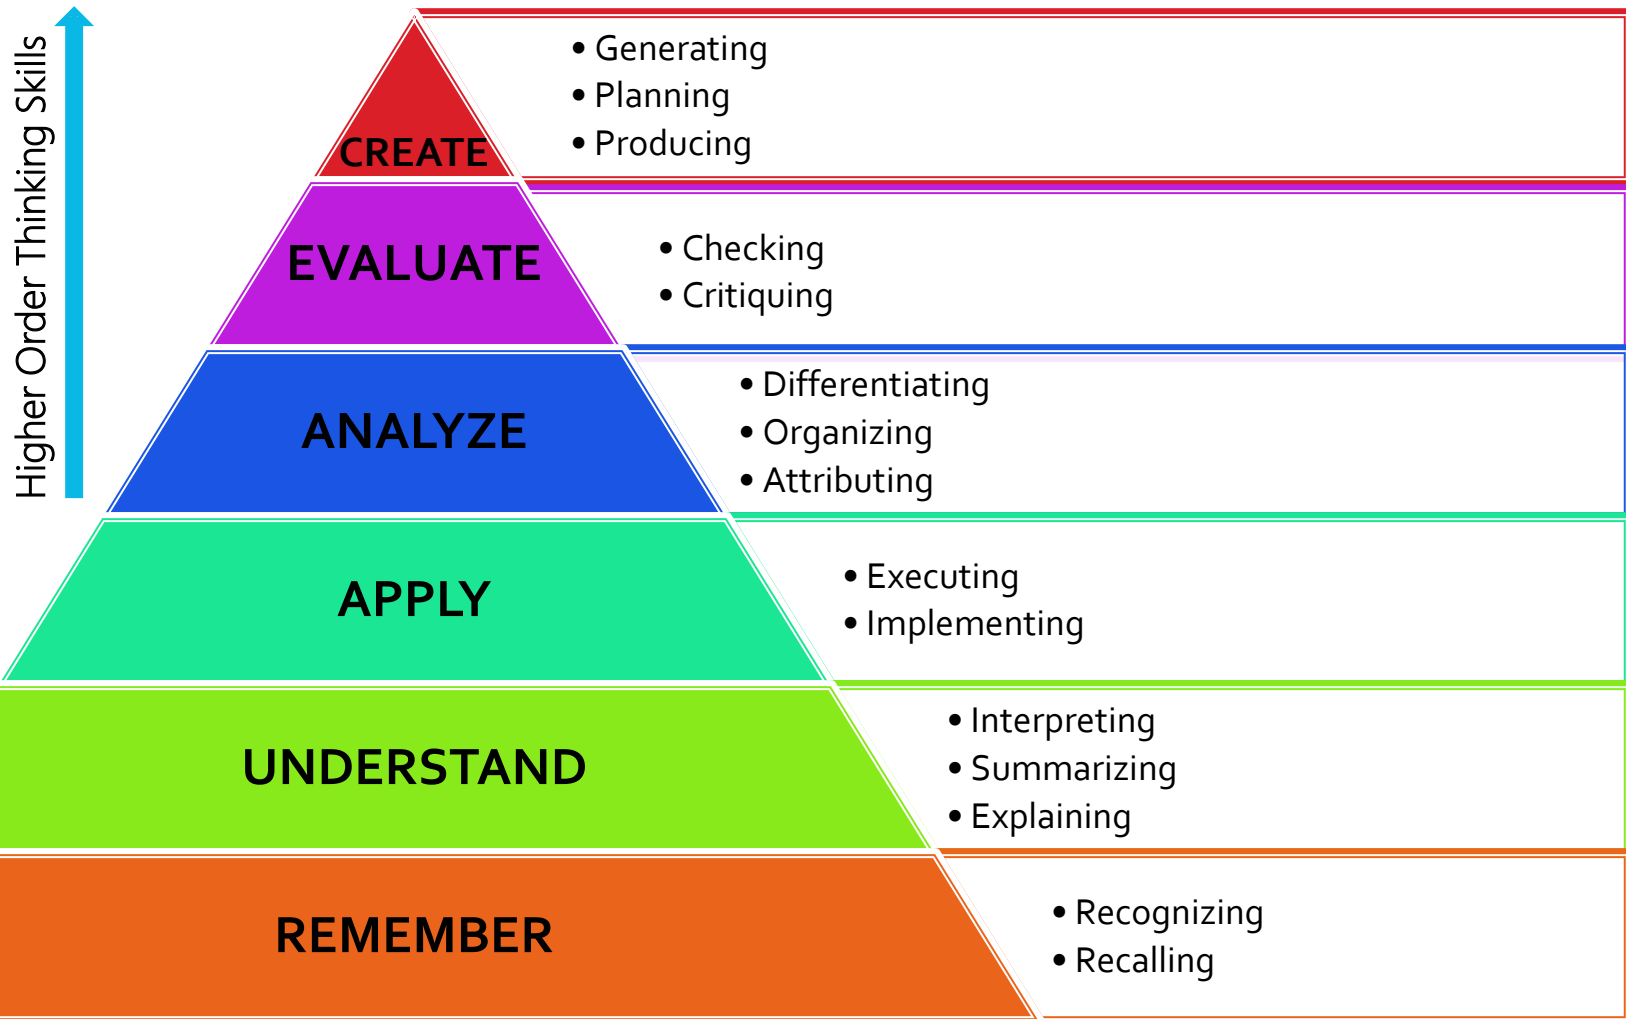 Higher Order Thinking Skills
CREATE
• Generating
• Planning
• Producing
EVALUATE
• Checking
• Critiquing
ANALYZE
• Differentiating
• Organizing
• Attributing
APPLY
• Executing
• Implementing
UNDERSTAND
• Interpreting
• Summarizing
• Explaining
REMEMBER
• Recognizing
• Recalling